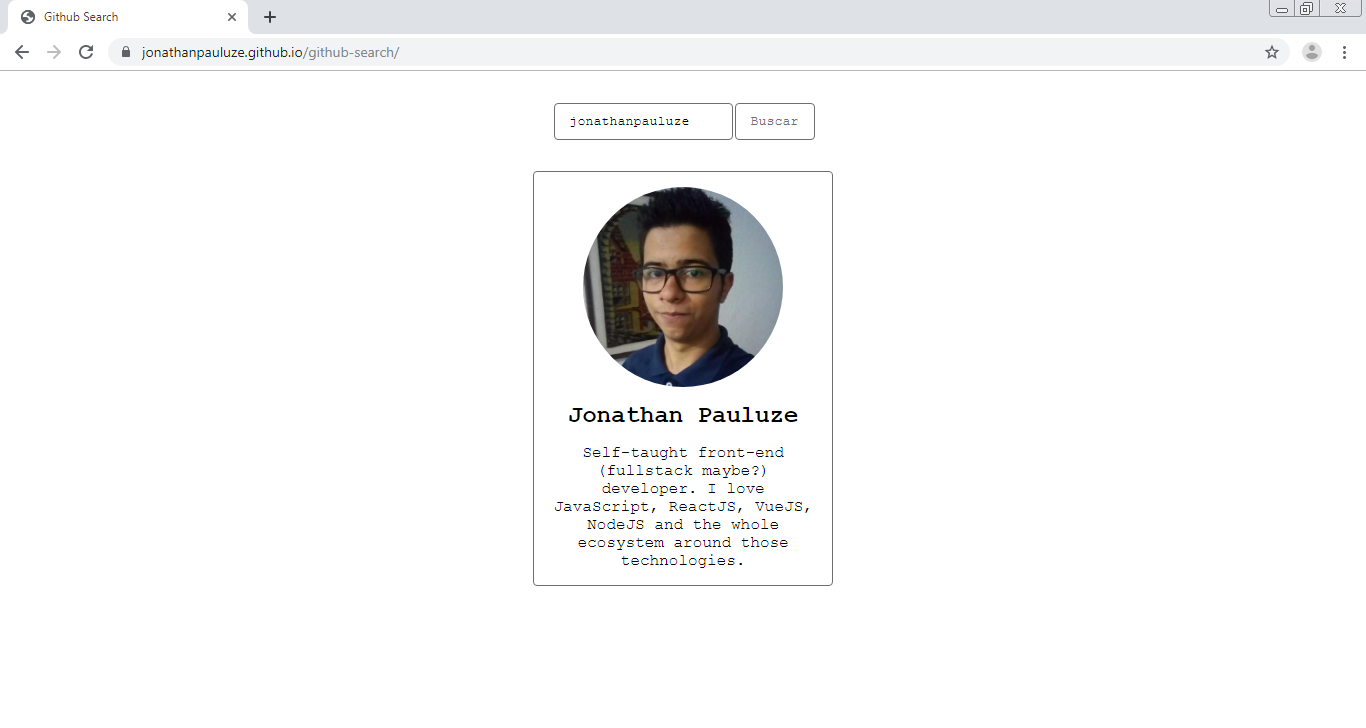 Github Search
jonathanpauluze.github.io/github-search/
jonathanpauluze
Buscar
Jonathan Pauluze
Self-taught front-end
(fullstack maybe?)
developer. I love
JavaScript, ReactJS, VueJS,
NodeJS and the whole
ecosystem around those
technologies.